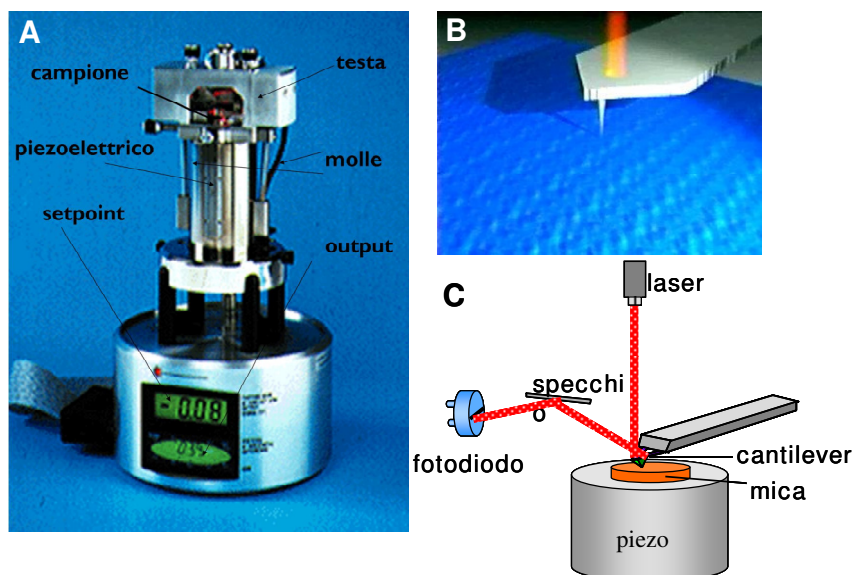 A
campione
testa
piezoelettrico
molle
setpoint
output
0.08
B
C
laser
specchi
o
fotodiodo
cantilever
mica
piezo